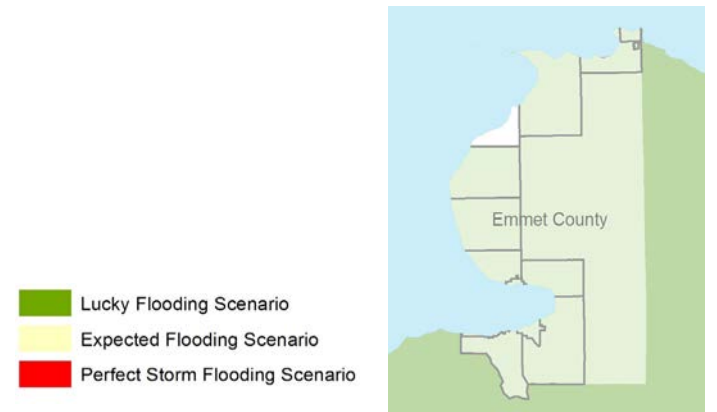 Emmet County
Lucky Flooding Scenario
Expected Flooding Scenario
Perfect Storm Flooding Scenario